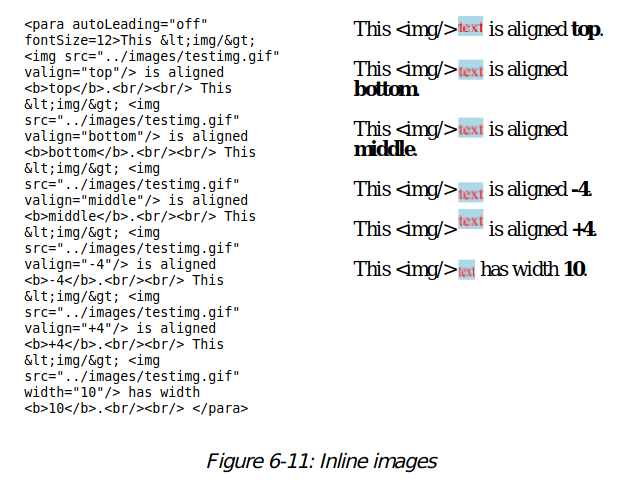 <para autoLeading="off"
fontSize=12>This &lt;img/&gt;
<img src="../images/testimg.gif"
valign="top"/> is aligned
<b>top</b>.<br/><br/> This
&lt;img/&gt; <img
src="../images/testimg.gif"
valign="bottom"/> is aligned
<b>bottom</b>.<br/><br/> This
&lt;img/&gt; <img
src="../images/testimg.gif"
valign="middle"/> is aligned
<b>middle</b>.<br/><br/> This
&lt;img/&gt; <img
src="../images/testimg.gif"
valign="-4"/> is aligned
<b>-4</b>.<br/><br/> This
&lt;img/&gt; <img
src="../images/testimg.gif"
valign="+4"/> is aligned
<b>+4</b>.<br/><br/> This
&lt;img/&gt; <img
src="../images/testimg.gif"
width="10"/> has width
<b>10</b>.<br/><br/> </para>
This <img/> text is aligned top.
This <img/> text is aligned
bottom.
This <img/> text is aligned
middle.
This <img/> text is aligned -4.
This <img/> text is aligned +4.
This <img/> text has width 10.
Figure 6-11: Inline images